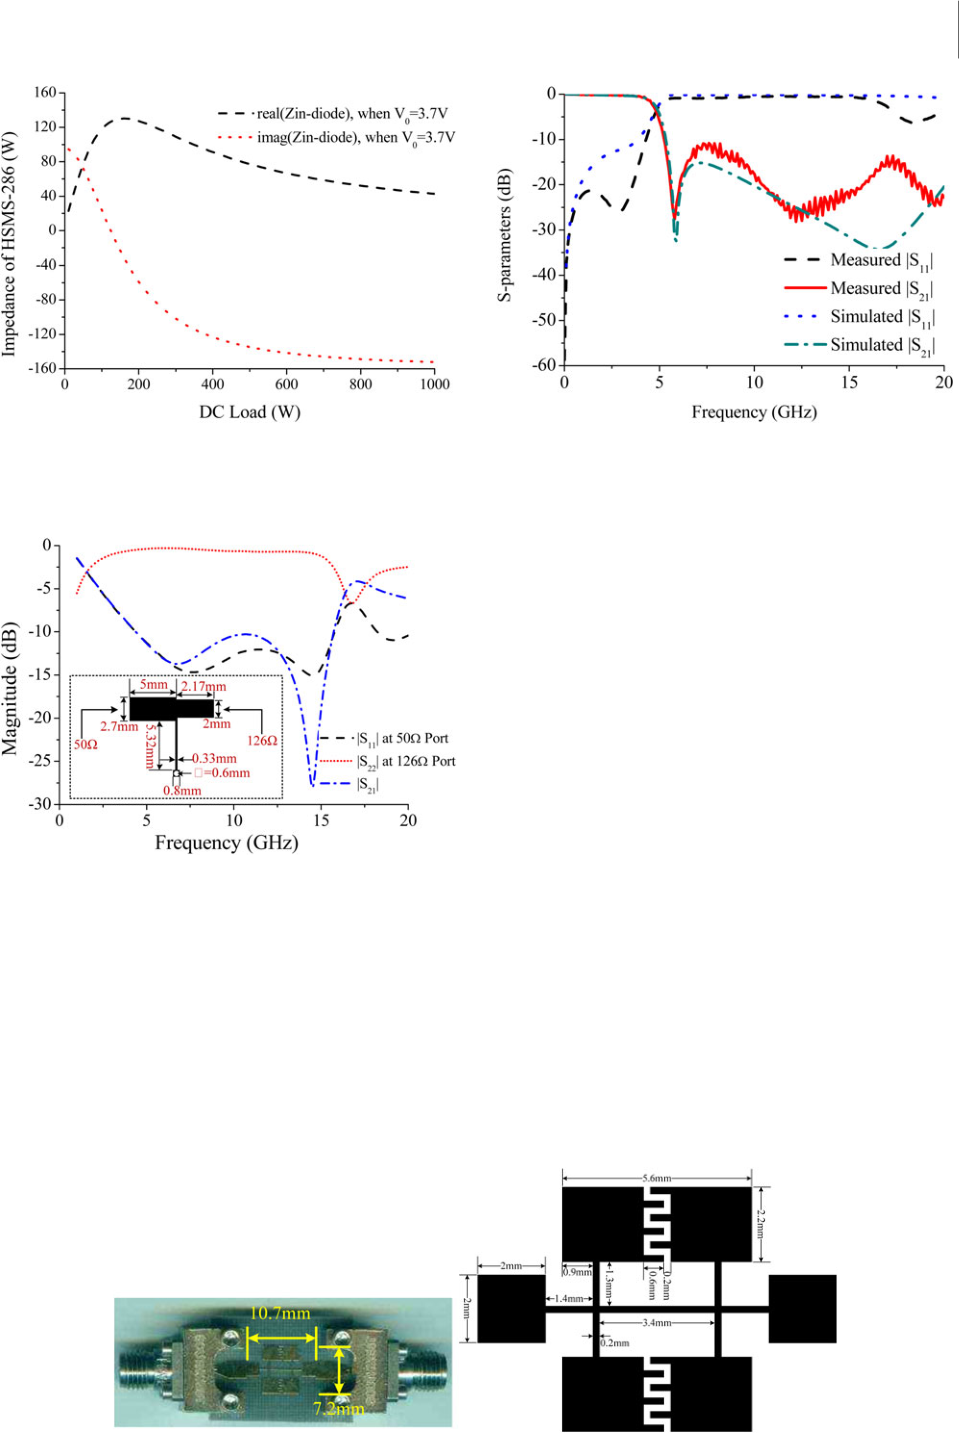 160
120
80
40
0
-40
-80
-120
-160
Impedance of HSMS-286 (W)
real(Zin-diode), when V₀=3.7V
imag(Zin-diode), when V₀=3.7V
0 200 400 600 800 1000
DC Load (W)
0
-10
-20
-30
-40
-50
-60
S-parameters (dB)
Measured |S₁₁|
Measured |S₂₁|
Simulated |S₁₁|
Simulated |S₂₁|
0 5 10 15 20
Frequency (GHz)
0
-5
-10
-15
-20
-25
-30
Magnitude (dB)
5mm
2.17mm
2.7mm
2mm
50Ω
126Ω
5.32mm
0.33mm
□=0.6mm
0.8mm
|S₁₁| at 50Ω Port
|S₂₂| at 126Ω Port
|S₂₁|
0 5 10 15 20
Frequency (GHz)
10.7mm
7.2mm
5.6mm
2.2mm
2mm
2mm
0.9mm
1.3mm
0.6mm
0.2mm
1.4mm
3.4mm
0.2mm